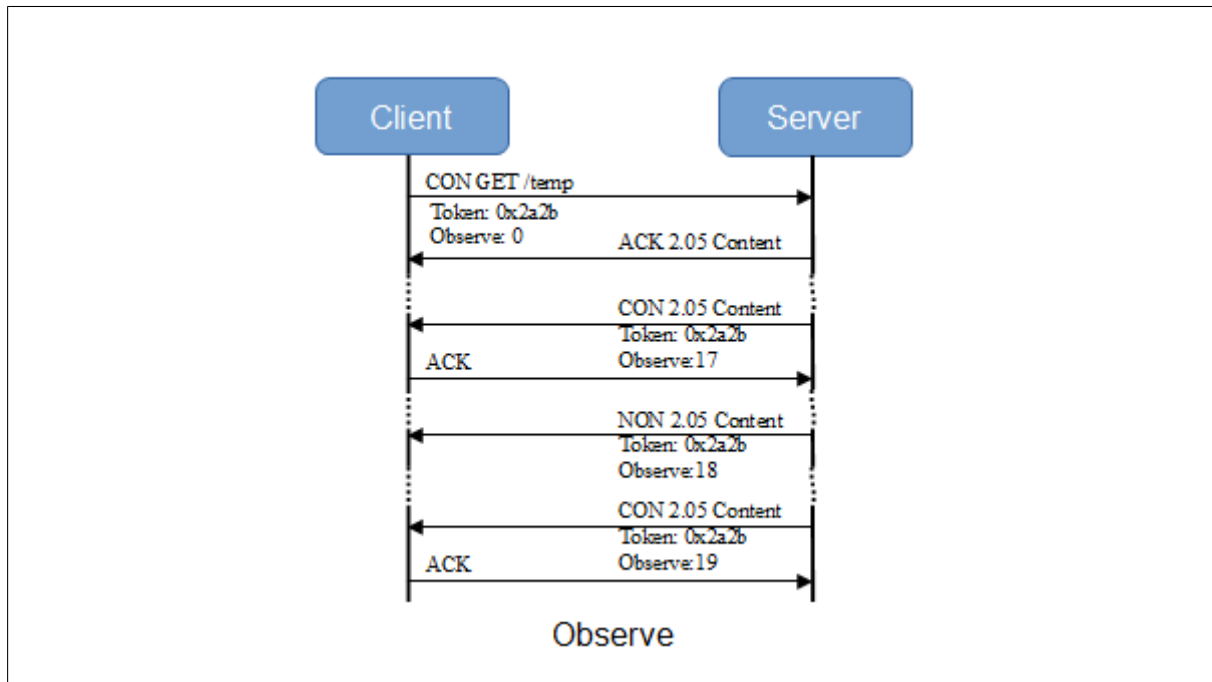 Client
Server
CON GET /temp
Token: 0x2a2b
Observe: 0
ACK 2.05 Content
CON 2.05 Content
Token: 0x2a2b
Observe:17
ACK
NON 2.05 Content
Token: 0x2a2b
Observe:18
CON 2.05 Content
Token: 0x2a2b
Observe:19
ACK
Observe